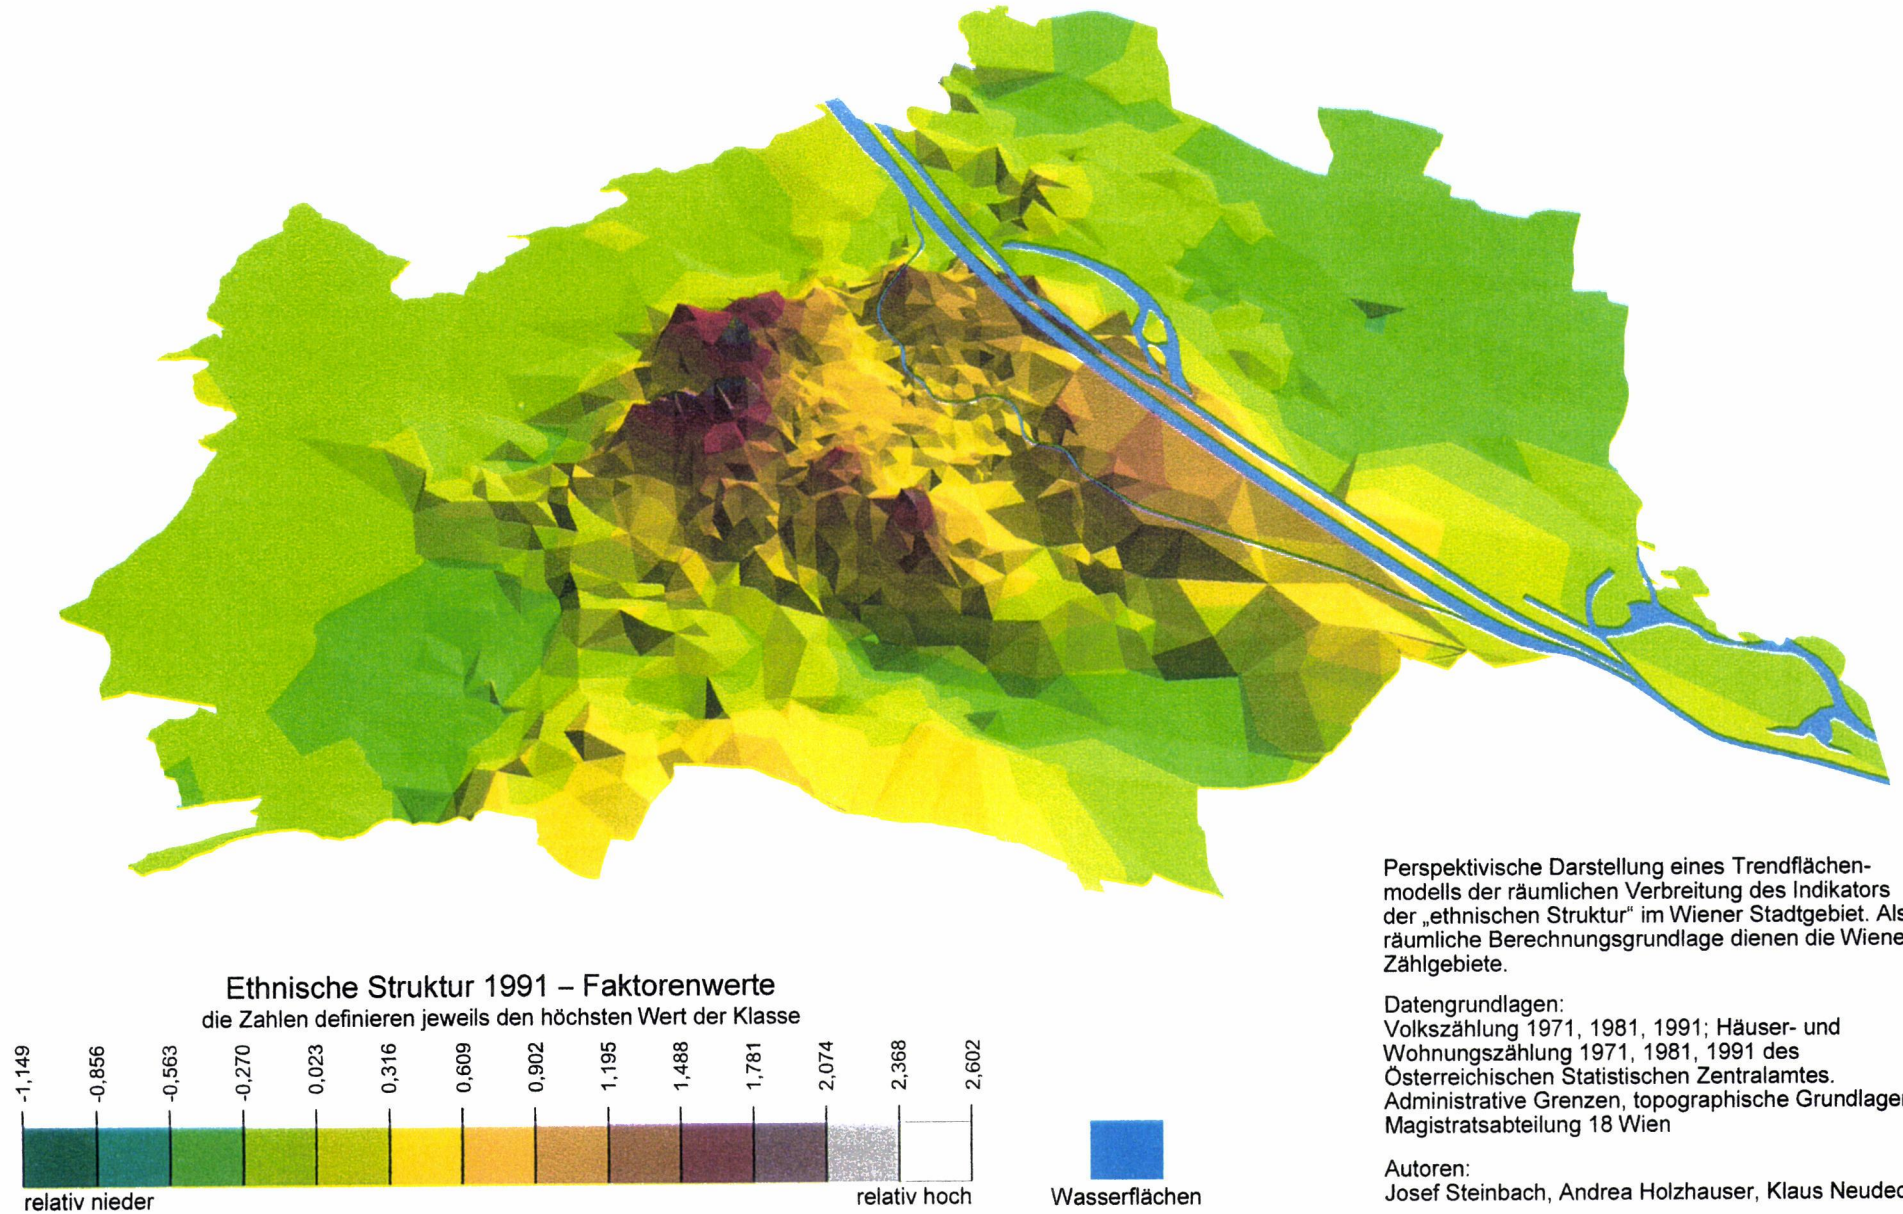 Perspektivische Darstellung eines Trendflächen-
modells der räumlichen Verbreitung des Indikators
der „ethnischen Struktur“ im Wiener Stadtgebiet. Als
räumliche Berechnungsgrundlage dienen die Wiene
Zählgebiete.
Datengrundlagen:
Volkszählung 1971, 1981, 1991; Häuser- und
Wohnungszählung 1971, 1981, 1991 des
Österreichischen Statistischen Zentralamtes.
Administrative Grenzen, topographische Grundlagen
Magistratsabteilung 18 Wien
Autoren:
Josef Steinbach, Andrea Holzhauser, Klaus Neudec
Ethnische Struktur 1991 – Faktorenwerte
die Zahlen definieren jeweils den höchsten Wert der Klasse
-1,149
-0,856
-0,563
-0,270
0,023
0,316
0,609
0,902
1,195
1,488
1,781
2,074
2,368
2,602
relativ nieder
relativ hoch
Wasserflächen